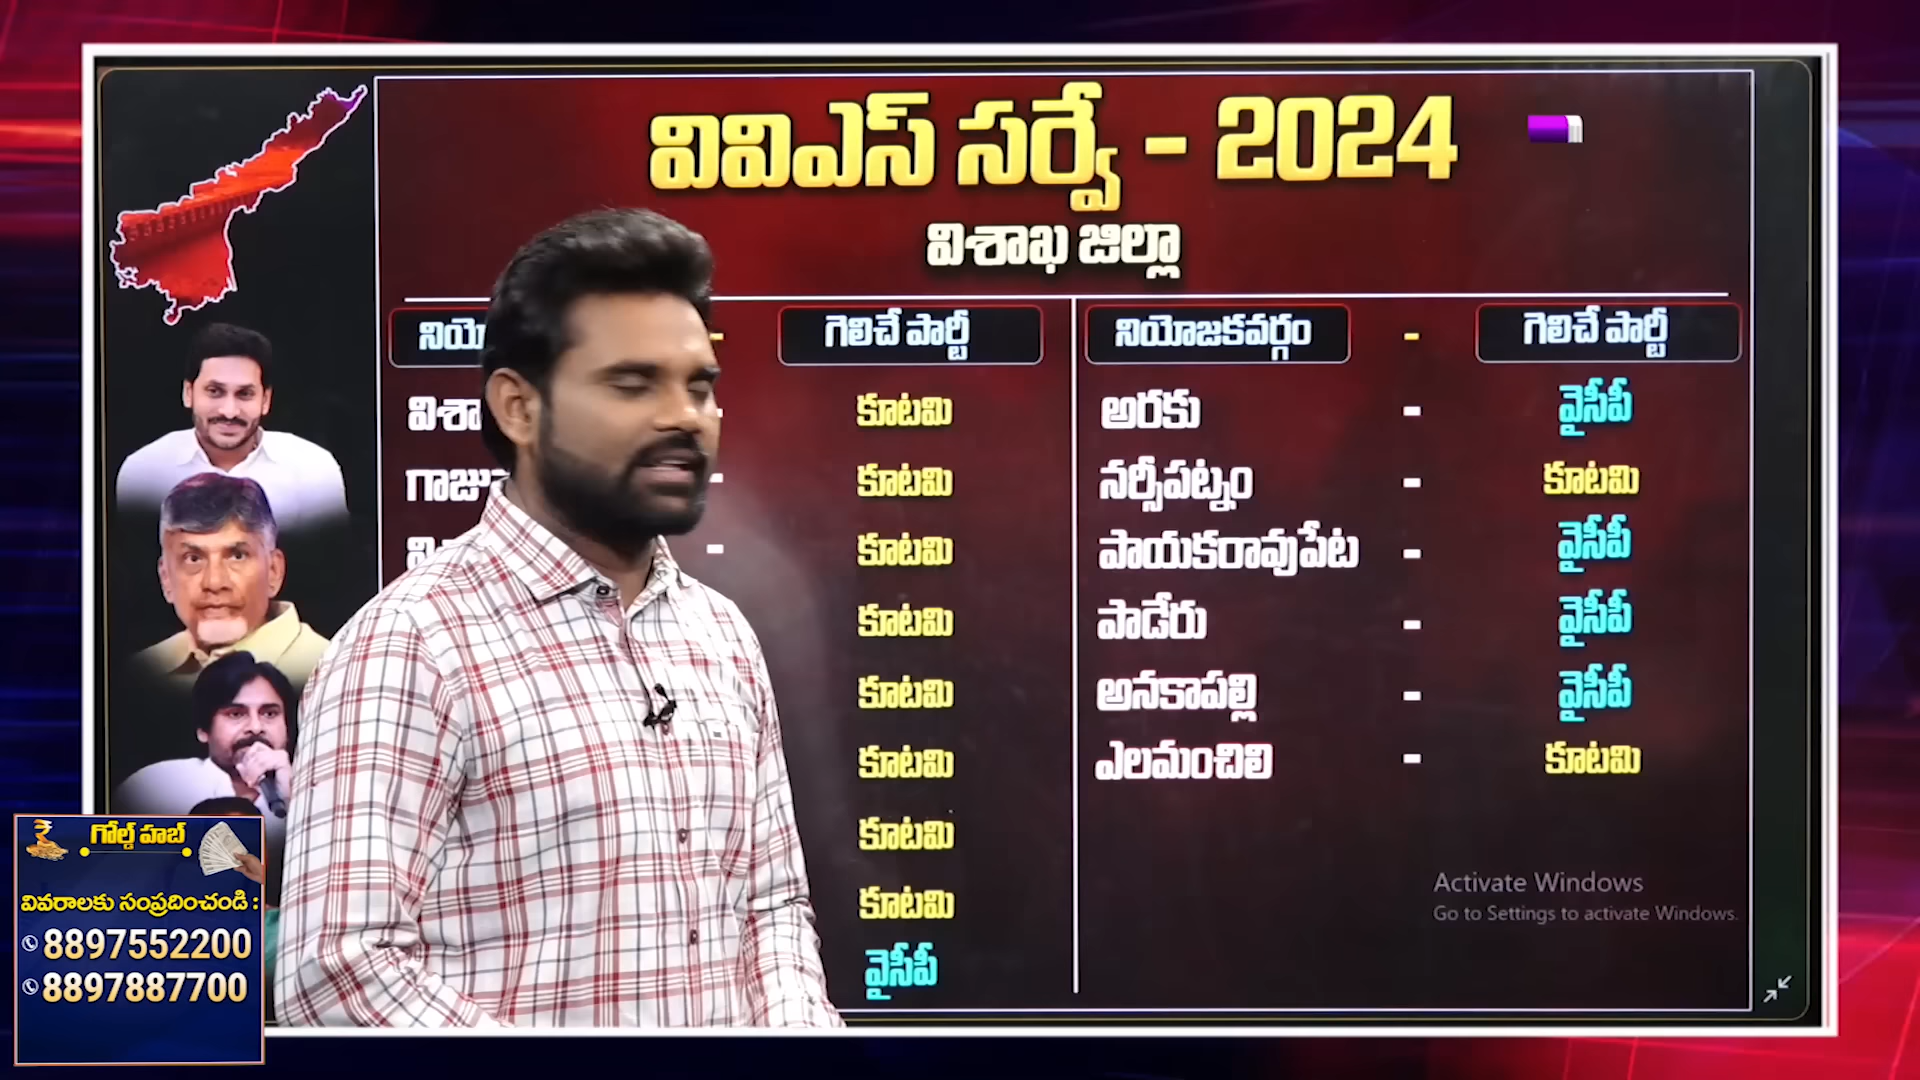 వివిఎస్ సర్వే - 2024
విశాఖ జిల్లా
- గెలిచే పార్టీ
నియోజకవర్గం - గెలిచే పార్టీ
- కూటమి
- కూటమి
- కూటమి
కూటమి
కూటమి
కూటమి
కూటమి
కూటమి
వైసీపీ
అరకు - వైసీపీ
నర్సీపట్నం - కూటమి
పాయకరావుపేట - వైసీపీ
పాడేరు - వైసీపీ
అనకాపల్లి - వైసీపీ
ఎలమంచిలి - కూటమి
Activate Windows
Go to Settings to activate Windows.
గోల్డ్ హబ్
వివరాలకు సంప్రదించండి :
8897552200
8897887700